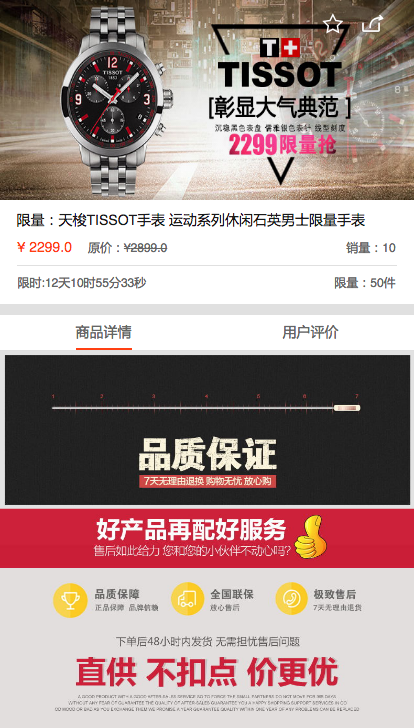 TISSOT
[彰显大气典范]
沉稳黑色表盘 儒雅银色表针 线型刻度
2299限量抢
TISSOT
限量：天梭TISSOT手表 运动系列休闲石英男士限量手表
¥ 2299.0 原价：¥2899.0 销量：10
限时:12天10时55分33秒 限量：50件
商品详情 用户评价
1 2 3 4 5 6 7
品质保证
7天无理由退换 购物无忧 放心购
好产品再配好服务
售后如此给力 您和您的小伙伴不动心吗?
品质保障 全国联保 极致售后
正品保障 品牌信赖 放心售后 7天无理由退货
下单后48小时内发货 无需担忧售后问题
直供 不扣点 价更优